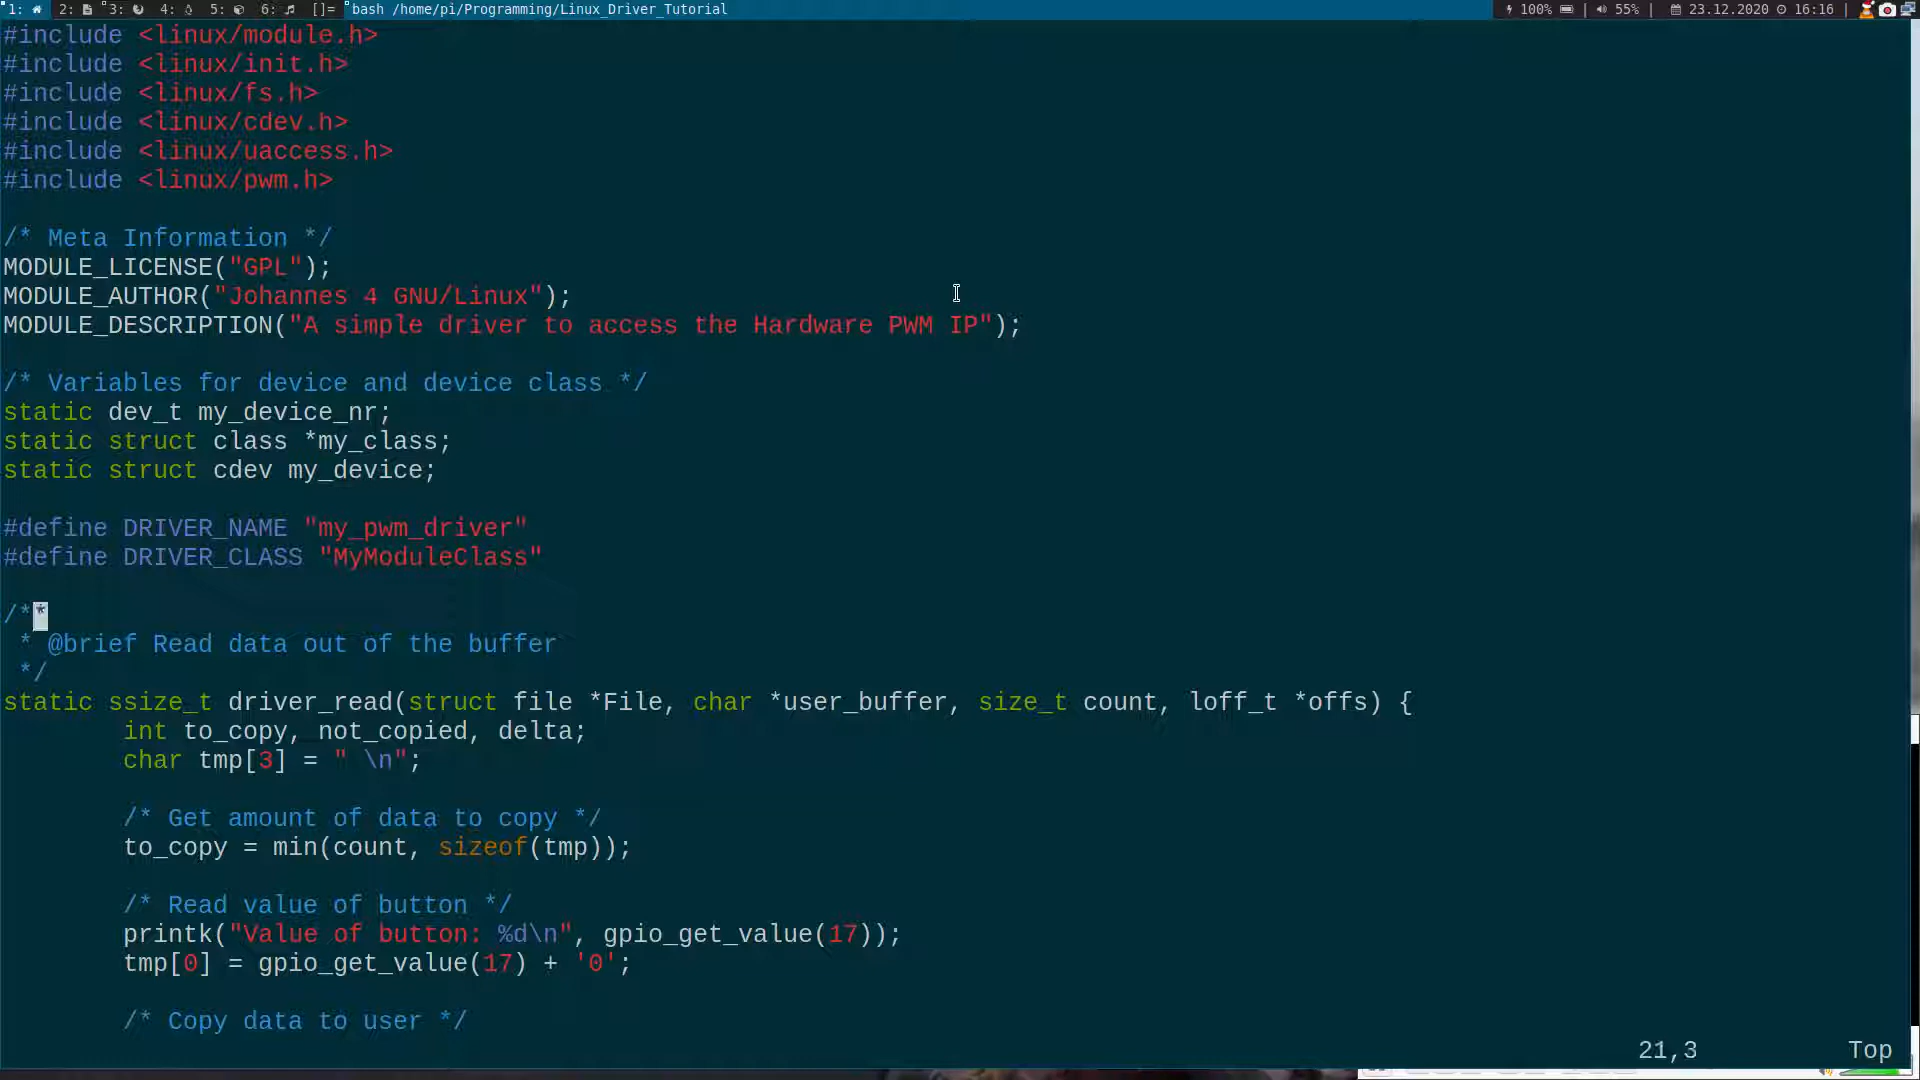 1: 2: 3: 4: 5: 6: []= bash /home/pi/Programming/Linux_Driver_Tutorial 100% | 55% | 23.12.2020 16:16 |
#include <linux/module.h>
#include <linux/init.h>
#include <linux/fs.h>
#include <linux/cdev.h>
#include <linux/uaccess.h>
#include <linux/pwm.h>
/* Meta Information */
MODULE_LICENSE("GPL");
MODULE_AUTHOR("Johannes 4 GNU/Linux");
MODULE_DESCRIPTION("A simple driver to access the Hardware PWM IP");
/* Variables for device and device class */
static dev_t my_device_nr;
static struct class *my_class;
static struct cdev my_device;
#define DRIVER_NAME "my_pwm_driver"
#define DRIVER_CLASS "MyModuleClass"
/**
 * @brief Read data out of the buffer
 */
static ssize_t driver_read(struct file *File, char *user_buffer, size_t count, loff_t *offs) {
        int to_copy, not_copied, delta;
        char tmp[3] = " \n";
        /* Get amount of data to copy */
        to_copy = min(count, sizeof(tmp));
        /* Read value of button */
        printk("Value of button: %d\n", gpio_get_value(17));
        tmp[0] = gpio_get_value(17) + '0';
        /* Copy data to user */
21,3 Top